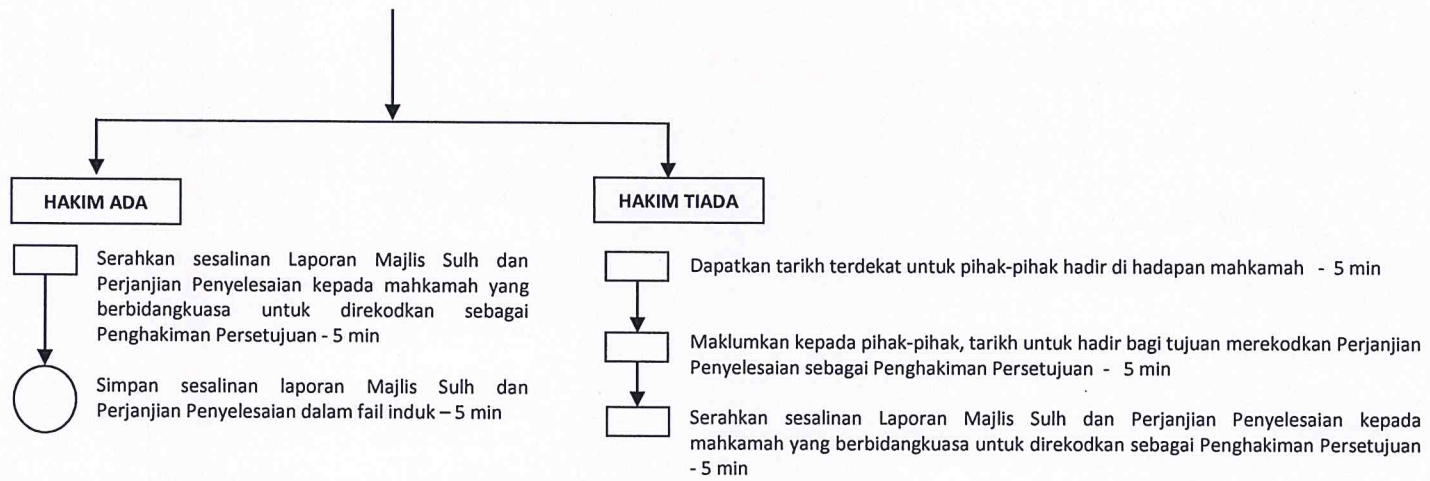 HAKIM ADA
Serahkan sesalinan Laporan Majlis Sulh dan
Perjanjian Penyelesaian kepada mahkamah yang
berbidangkuasa untuk direkodkan sebagai
Penghakiman Persetujuan - 5 min
Simpan sesalinan laporan Majlis Sulh dan
Perjanjian Penyelesaian dalam fail induk – 5 min
HAKIM TIADA
Dapatkan tarikh terdekat untuk pihak-pihak hadir di hadapan mahkamah - 5 min
Maklumkan kepada pihak-pihak, tarikh untuk hadir bagi tujuan merekodkan Perjanjian
Penyelesaian sebagai Penghakiman Persetujuan - 5 min
Serahkan sesalinan Laporan Majlis Sulh dan Perjanjian Penyelesaian kepada
mahkamah yang berbidangkuasa untuk direkodkan sebagai Penghakiman Persetujuan
- 5 min